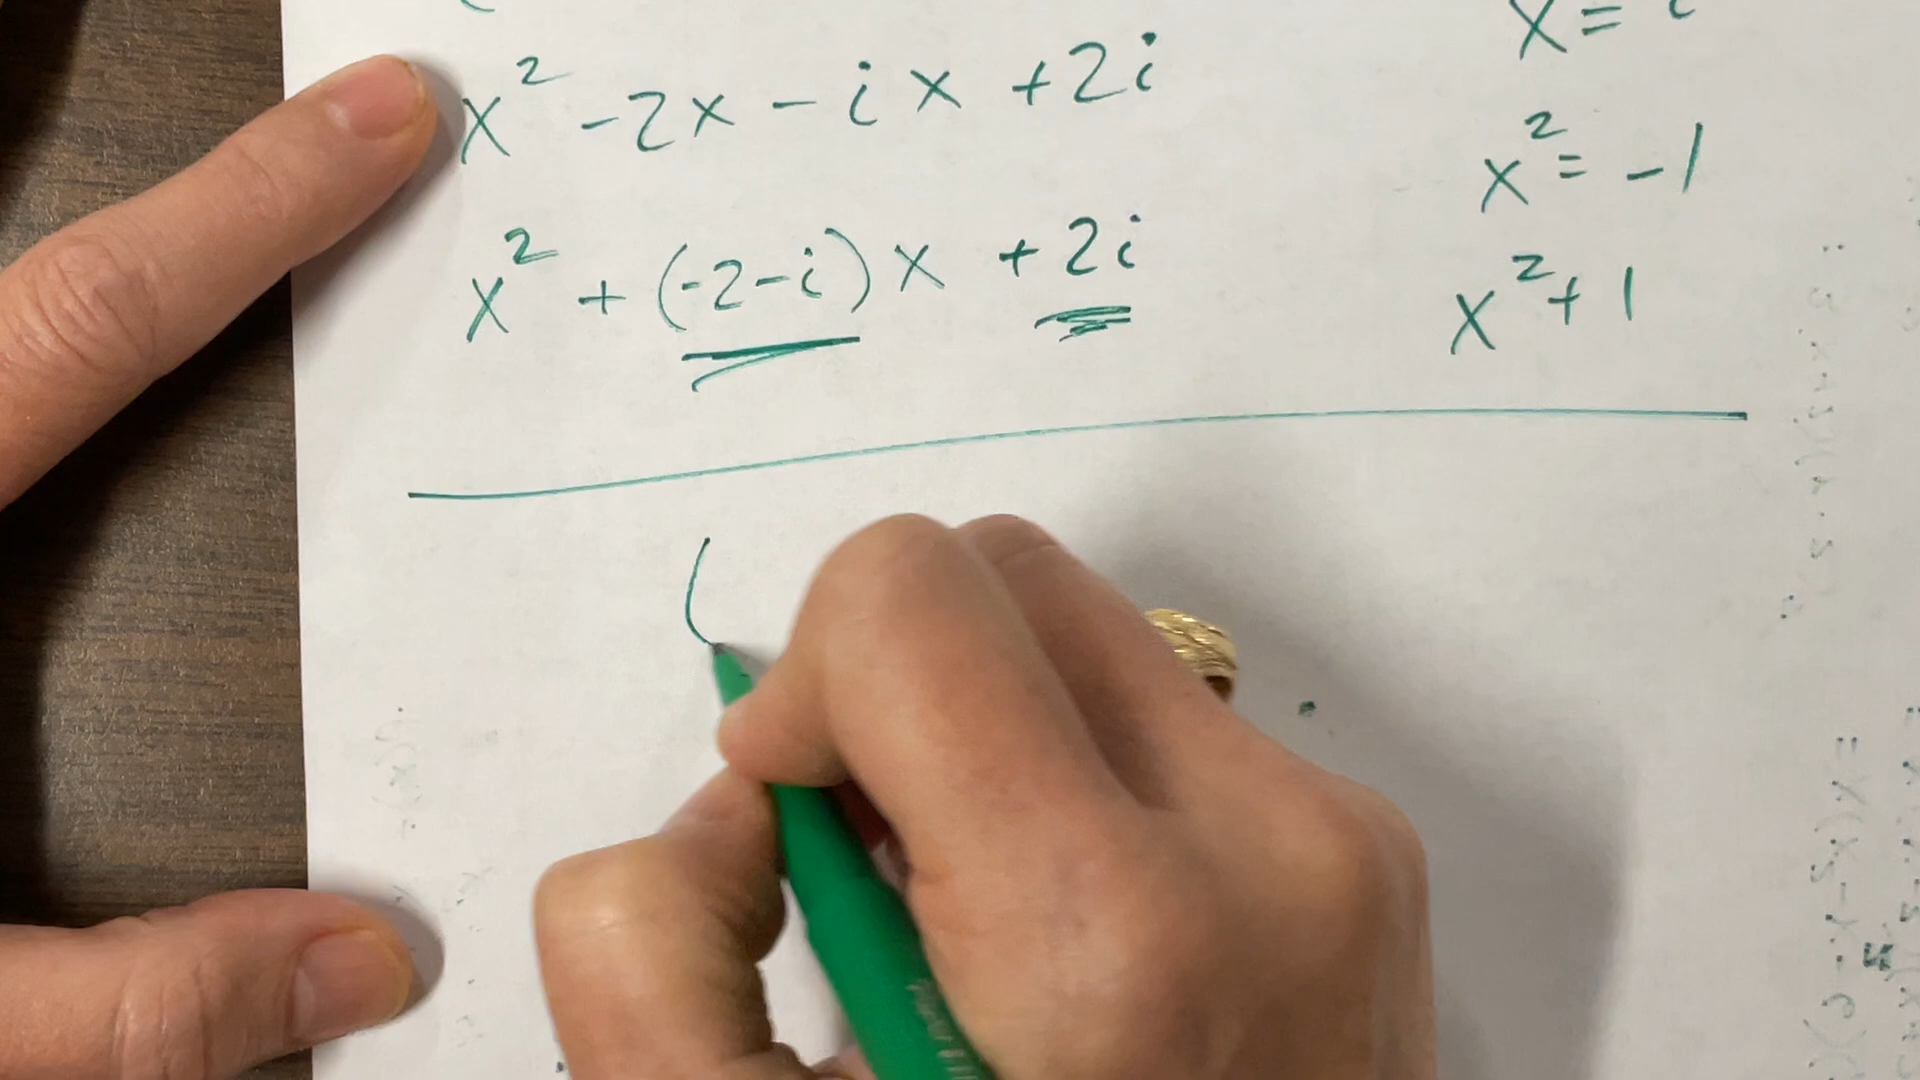 x = i
x² - 2x - ix + 2i
x² = -1
x² + (-2-i)x + 2i
x² + 1
(